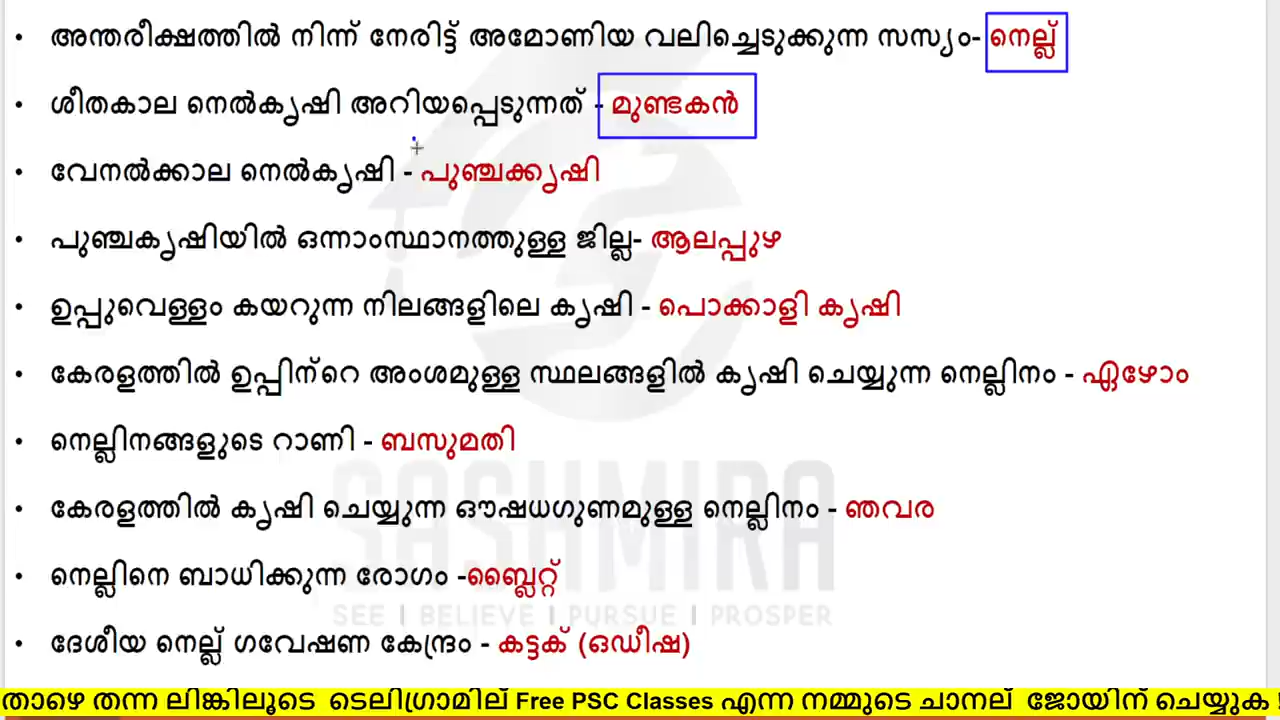 • അന്തരീക്ഷത്തിൽ നിന്ന് നേരിട്ട് അമോണിയ വലിച്ചെടുക്കുന്ന സസ്യം- നെല്ല്
• ശീതകാല നെൽകൃഷി അറിയപ്പെടുന്നത് - മുണ്ടകൻ
• വേനൽക്കാല നെൽകൃഷി - പുഞ്ചക്കൃഷി
• പുഞ്ചകൃഷിയിൽ ഒന്നാംസ്ഥാനത്തുള്ള ജില്ല- ആലപ്പുഴ
• ഉപ്പുവെള്ളം കയറുന്ന നിലങ്ങളിലെ കൃഷി - പൊക്കാളി കൃഷി
• കേരളത്തിൽ ഉപ്പിന്റെ അംശമുള്ള സ്ഥലങ്ങളിൽ കൃഷി ചെയ്യുന്ന നെല്ലിനം - ഏഴോം
• നെല്ലിനങ്ങളുടെ റാണി - ബസുമതി
• കേരളത്തിൽ കൃഷി ചെയ്യുന്ന ഔഷധഗുണമുള്ള നെല്ലിനം - ഞവര
• നെല്ലിനെ ബാധിക്കുന്ന രോഗം -ബ്ലൈറ്റ്
SASHMIRA
SEE | BELIEVE | PURSUE | PROSPER
• ദേശീയ നെല്ല് ഗവേഷണ കേന്ദ്രം - കട്ടക് (ഒഡീഷ)
താഴെ തന്ന ലിങ്കിലൂടെ ടെലിഗ്രാമില് Free PSC Classes എന്ന നമ്മുടെ ചാനല് ജോയിന് ചെയ്യുക